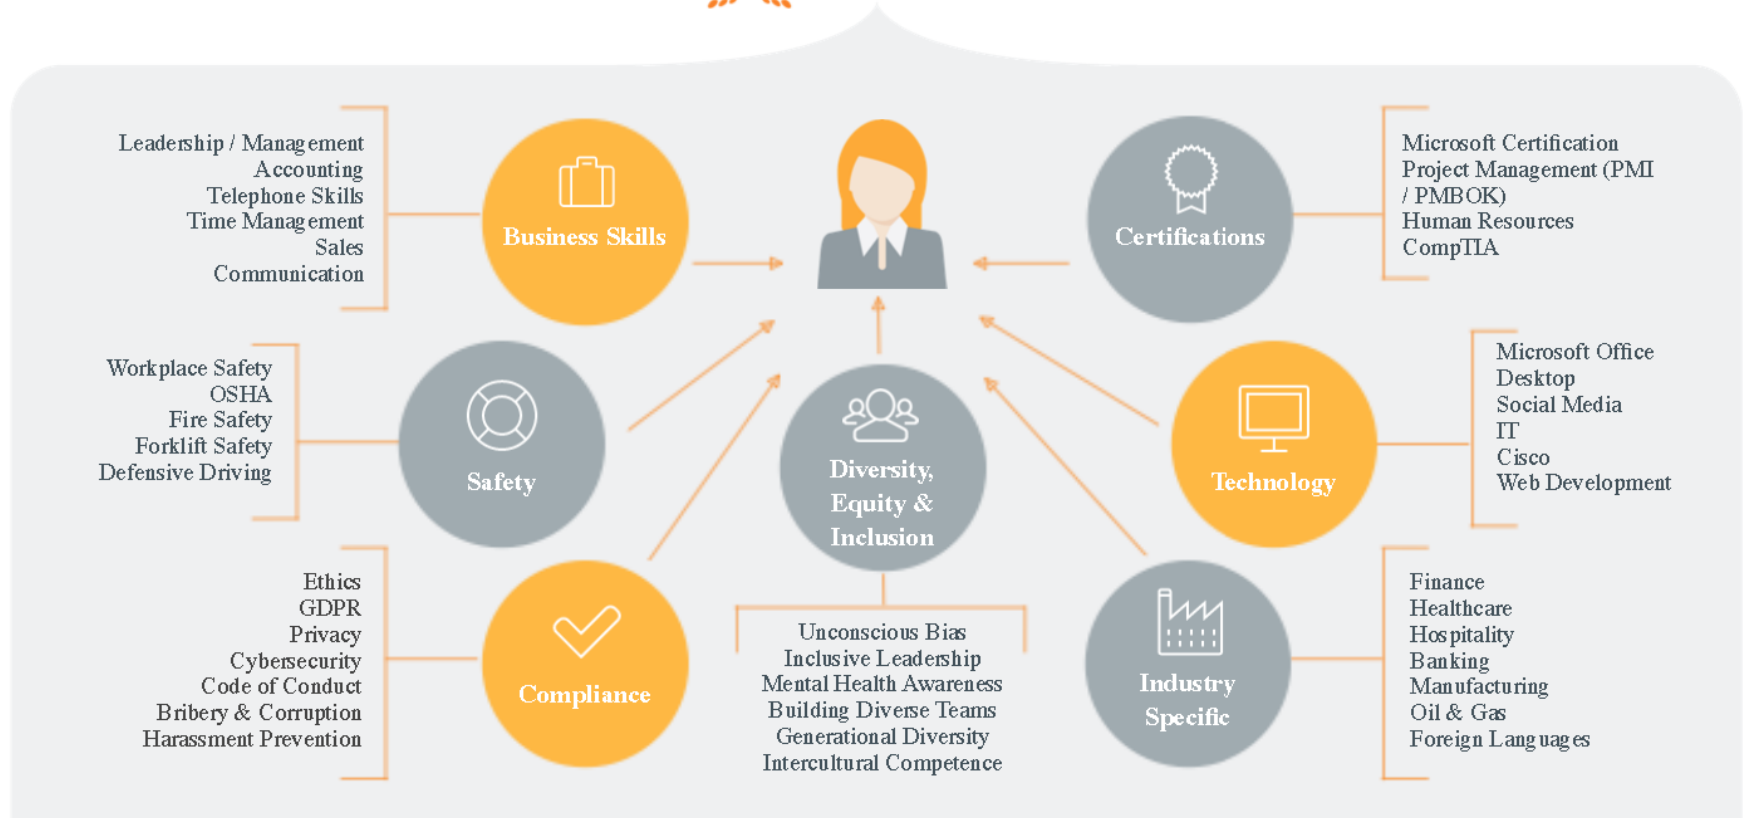 Leadership / Management
Accounting
Telephone Skills
Time Management
Sales
Communication
Business Skills
Certifications
Microsoft Certification
Project Management (PMI
/ PMBOK)
Human Resources
CompTIA
Workplace Safety
OSHA
Fire Safety
Forklift Safety
Defensive Driving
Safety
Diversity,
Equity &
Inclusion
Technology
Microsoft Office
Desktop
Social Media
IT
Cisco
Web Development
Ethics
GDPR
Privacy
Cybersecurity
Code of Conduct
Bribery & Corruption
Harassment Prevention
Compliance
Unconscious Bias
Inclusive Leadership
Mental Health Awareness
Building Diverse Teams
Generational Diversity
Intercultural Competence
Industry
Specific
Finance
Healthcare
Hospitality
Banking
Manufacturing
Oil & Gas
Foreign Languages